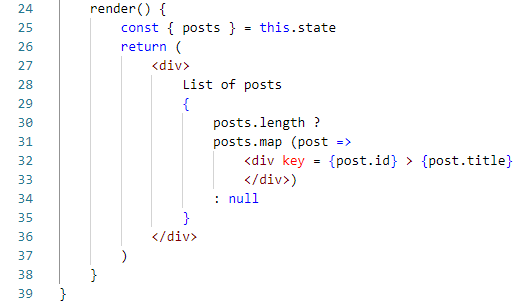 24 render() {
25 const { posts } = this.state
26 return (
27 <div>
28 List of posts
29 {
30 posts.length ?
31 posts.map (post =>
32 <div key = {post.id} > {post.title}
33 </div>)
34 : null
35 }
36 </div>
37 )
38 }
39 }